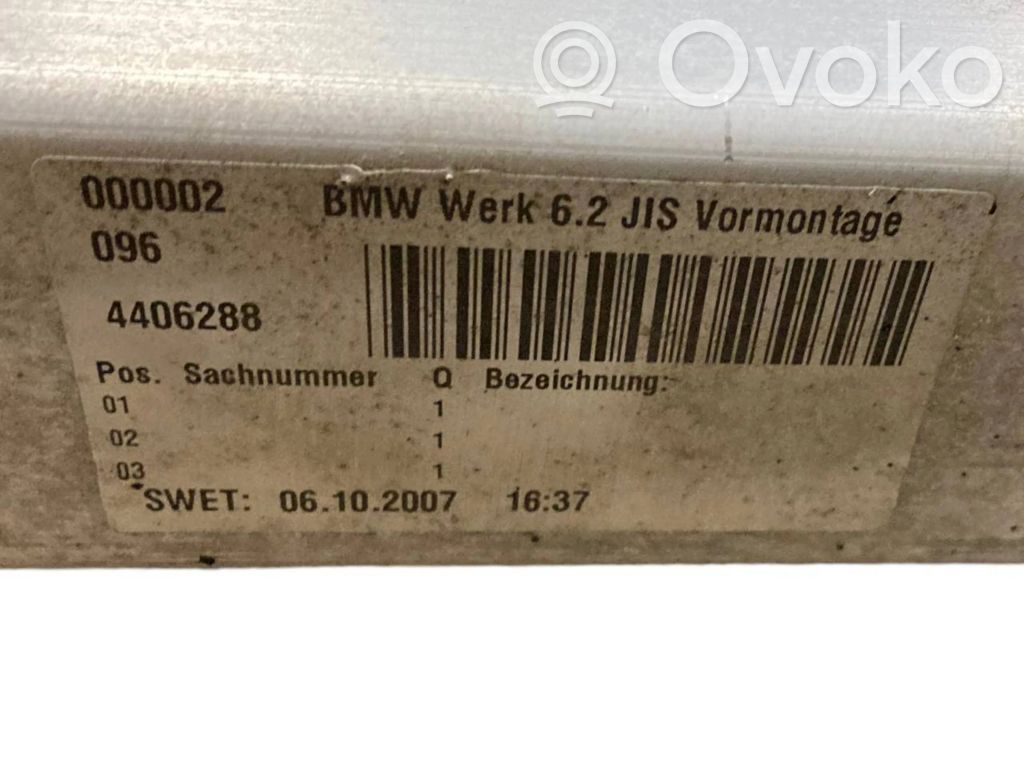 Ovoko
000002 BMW Werk 6.2 JIS Vormontage
096
4406288
Pos. Sachnummer Q Bezeichnung:
01 1
02 1
03 1
SWET: 06.10.2007 16:37